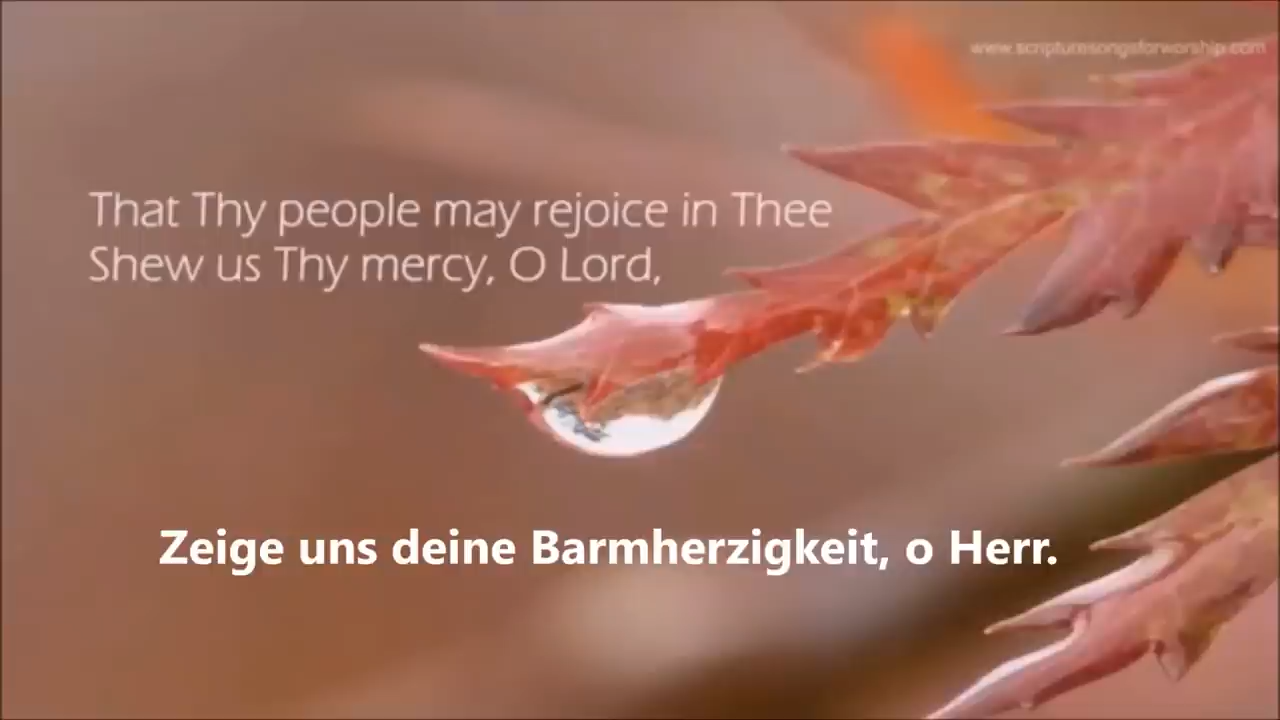 www.scripturesongsforworship.com
That Thy people may rejoice in Thee
Shew us Thy mercy, O Lord,
Zeige uns deine Barmherzigkeit, o Herr.